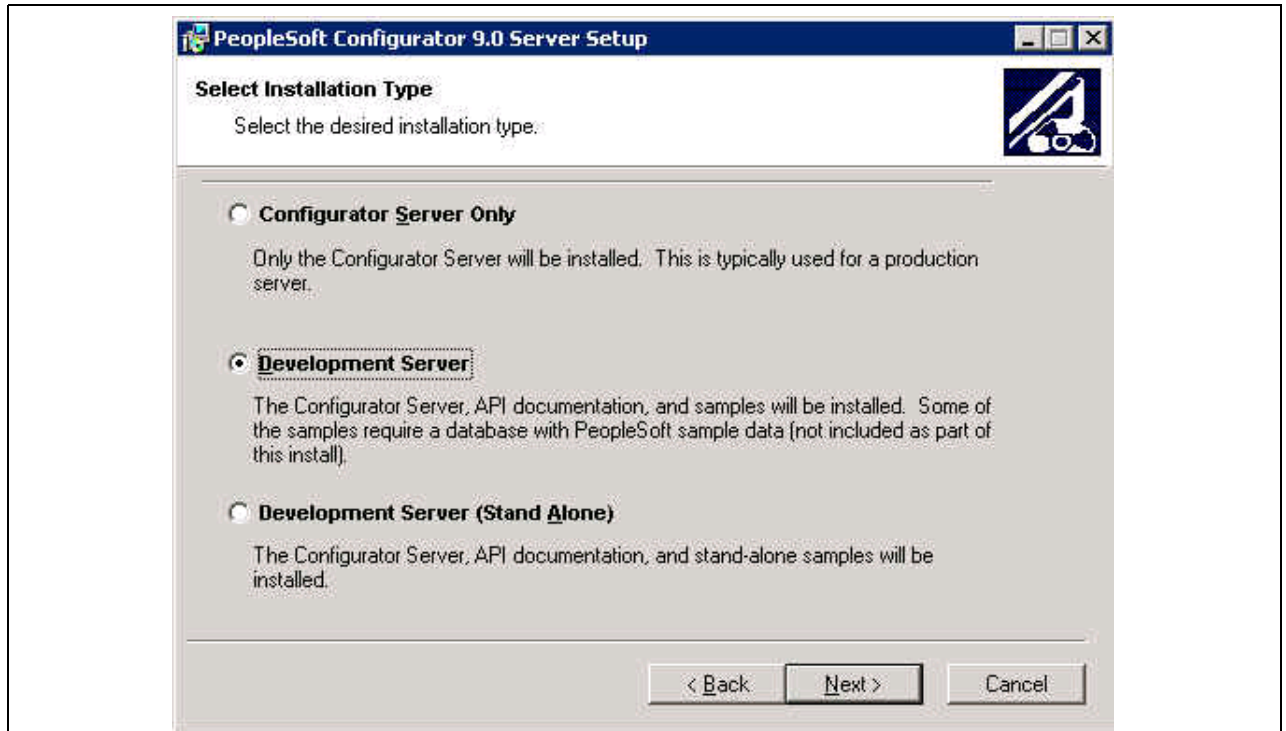 PeopleSoft Configurator 9.0 Server Setup
Select Installation Type
Select the desired installation type.
Configurator Server Only
Only the Configurator Server will be installed.  This is typically used for a production
server.
Development Server
The Configurator Server, API documentation, and samples will be installed.  Some of
the samples require a database with PeopleSoft sample data (not included as part of
this install).
Development Server (Stand Alone)
The Configurator Server, API documentation, and stand-alone samples will be
installed.
< Back
Next >
Cancel